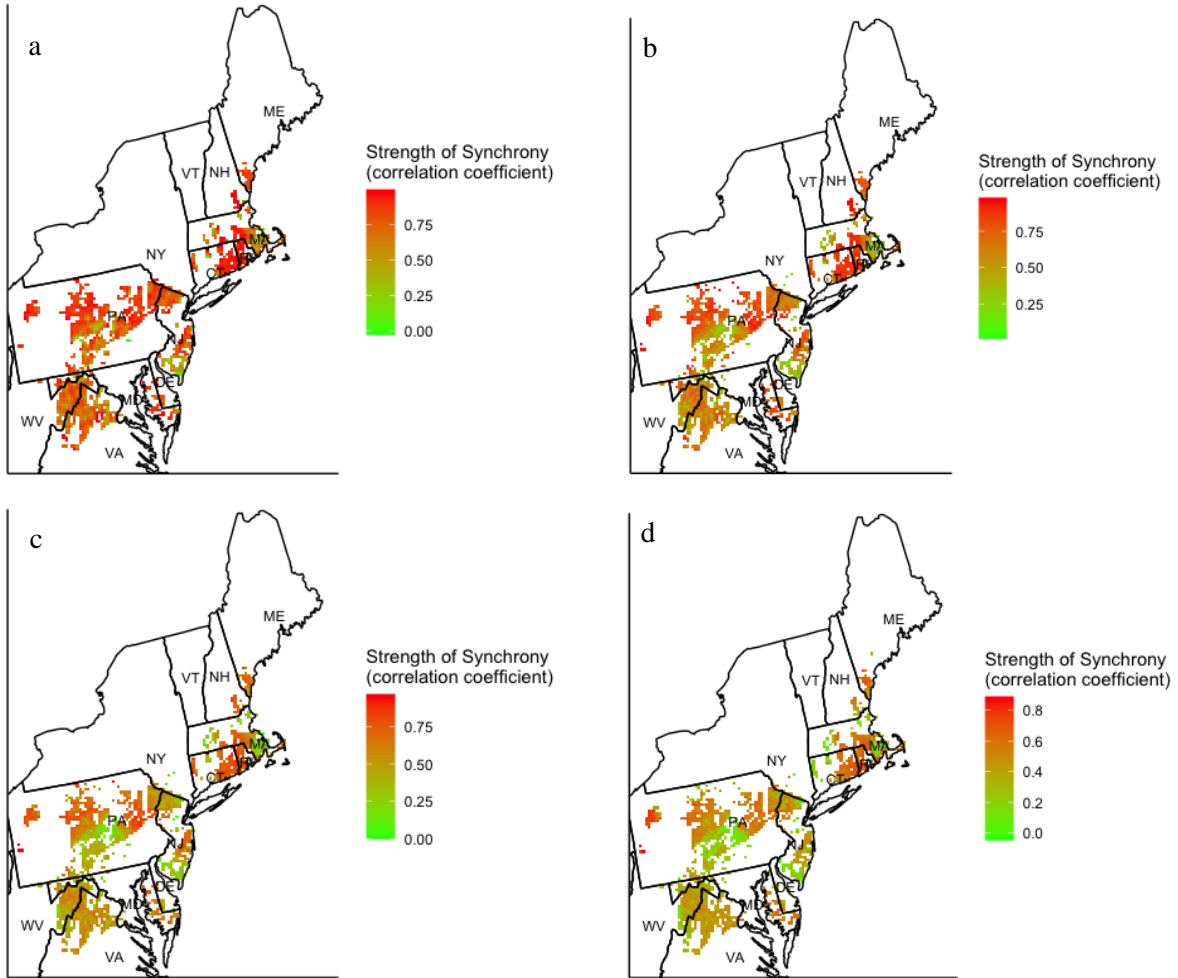 a
ME
VT
NH
MA
CT
RI
NY
PA
NJ
DE
MD
WV
VA
Strength of Synchrony
(correlation coefficient)
0.75
0.50
0.25
0.00
b
ME
VT
NH
MA
CT
RI
NY
PA
NJ
DE
MD
WV
VA
Strength of Synchrony
(correlation coefficient)
0.75
0.50
0.25
c
ME
VT
NH
MA
CT
RI
NY
PA
NJ
DE
MD
WV
VA
Strength of Synchrony
(correlation coefficient)
0.75
0.50
0.25
0.00
d
ME
VT
NH
MA
CT
RI
NY
PA
NJ
DE
MD
WV
VA
Strength of Synchrony
(correlation coefficient)
0.8
0.6
0.4
0.2
0.0